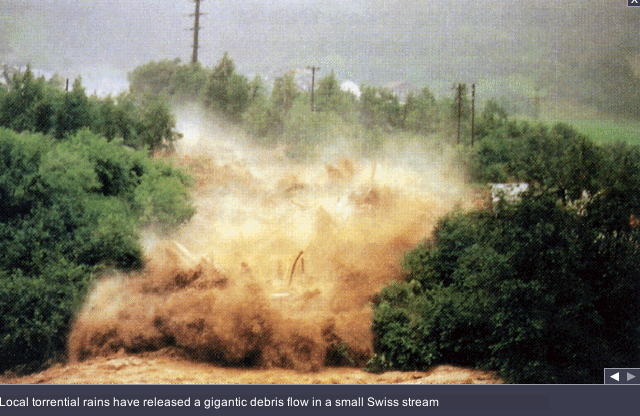 Local torrential rains have released a gigantic debris flow in a small Swiss stream